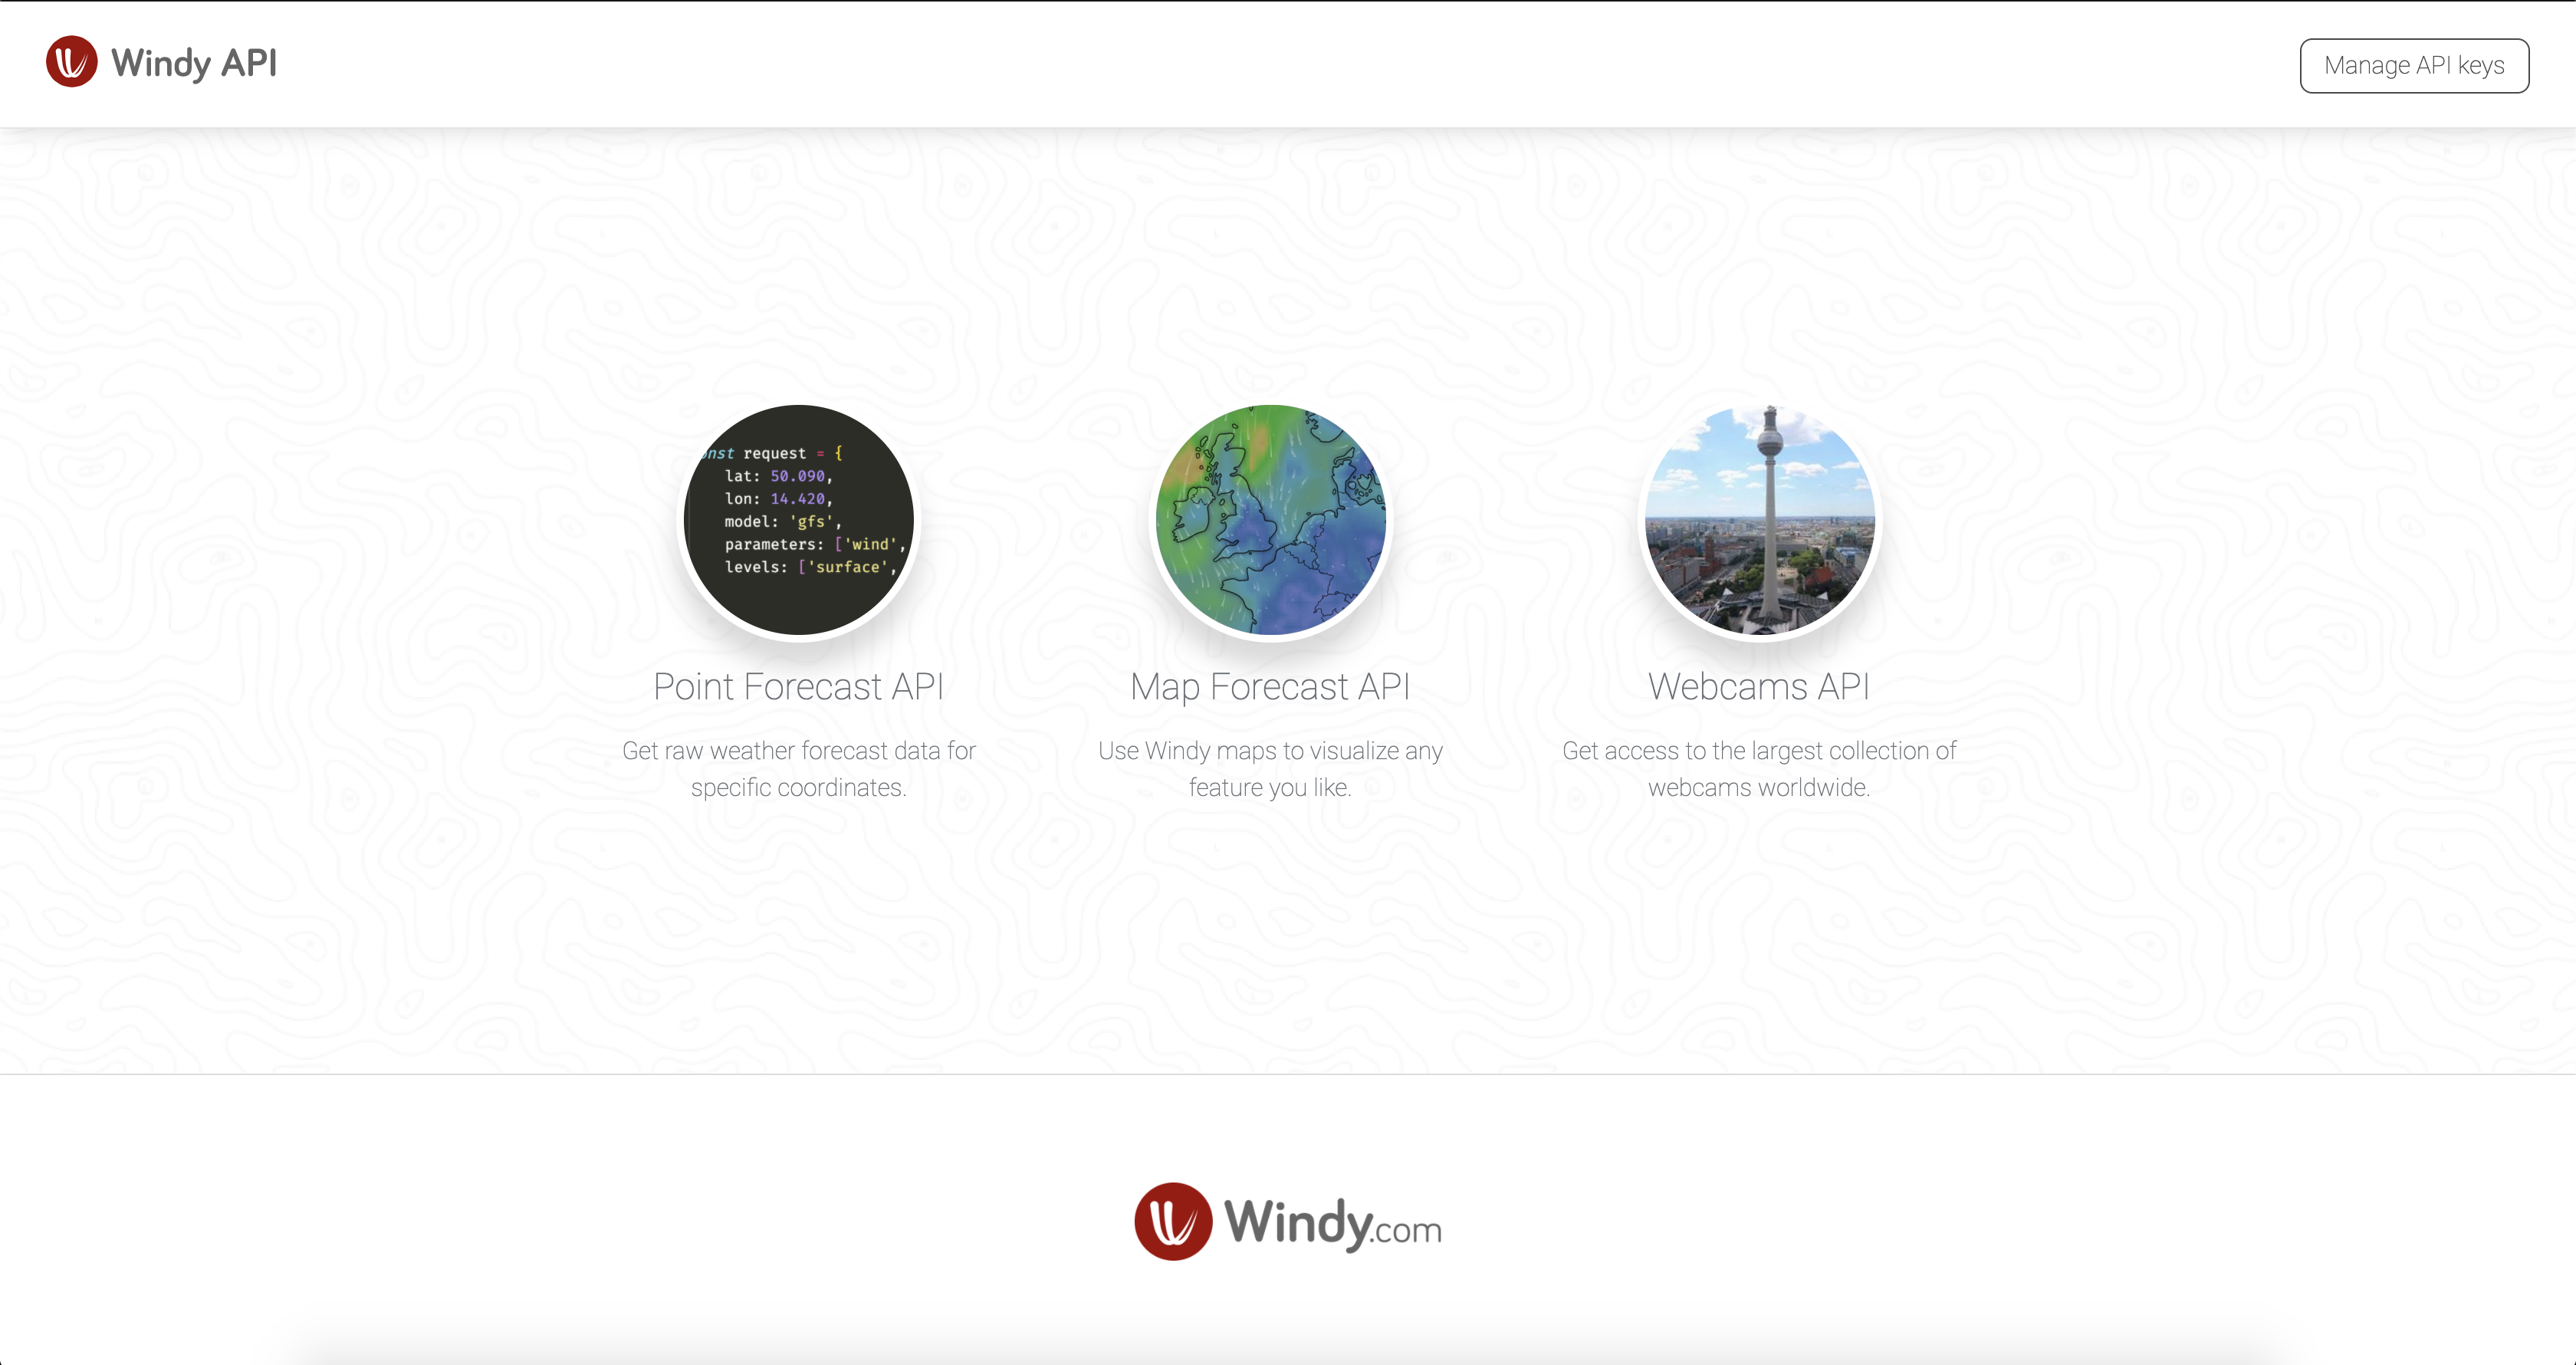 Windy API
Manage API keys
nst request = {
lat: 50.090,
lon: 14.420,
model: 'gfs',
parameters: ['wind',
levels: ['surface',
Point Forecast API
Get raw weather forecast data for
specific coordinates.
Map Forecast API
Use Windy maps to visualize any
feature you like.
Webcams API
Get access to the largest collection of
webcams worldwide.
Windy.com